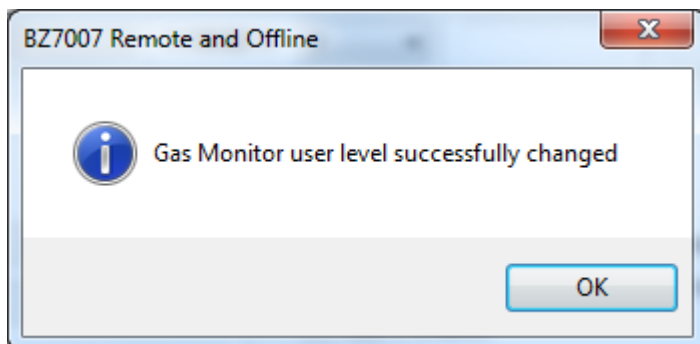 BZ7007 Remote and Offline
Gas Monitor user level successfully changed
OK